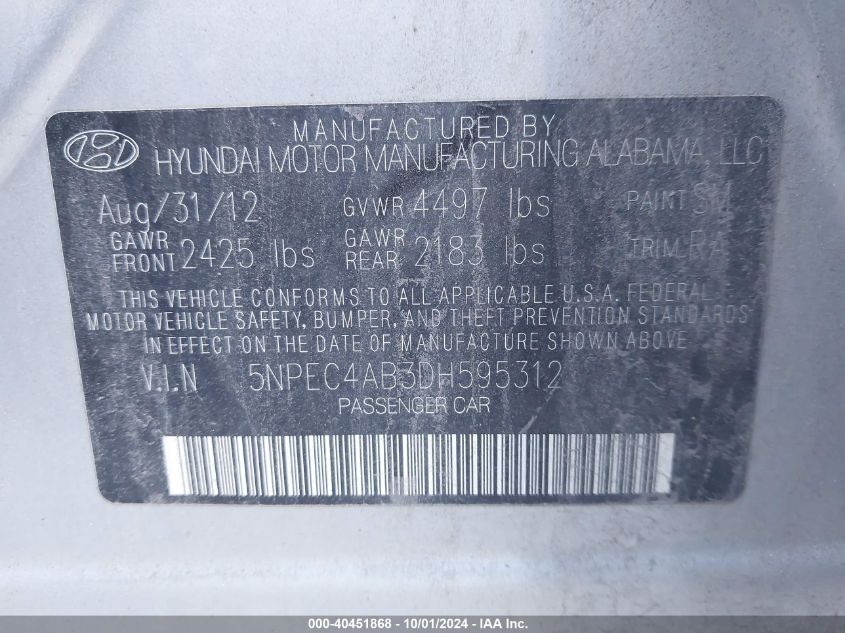 MANUFACTURED BY
HYUNDAI MOTOR MANUFACTURING ALABAMA, LLC
Aug/31/12 GVWR 4497 lbs PAINT SM
GAWR FRONT 2425 lbs GAWR REAR 2183 lbs TRIM RA
THIS VEHICLE CONFORMS TO ALL APPLICABLE U.S.A. FEDERAL
MOTOR VEHICLE SAFETY, BUMPER, AND THEFT PREVENTION STANDARDS
IN EFFECT ON THE DATE OF MANUFACTURE SHOWN ABOVE.
V.I.N 5NPEC4AB3DH595312
PASSENGER CAR
000-40451868 - 10/01/2024 - IAA Inc.